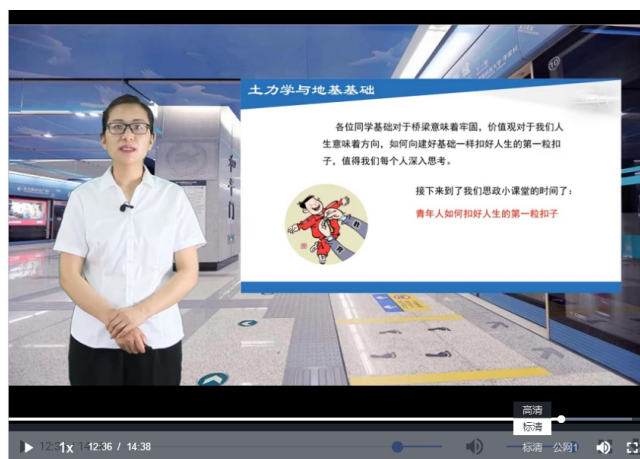 土力学与地基基础
各位同学基础对于桥梁意味着牢固，价值观对于我们人
生意味着方向，如何向建好基础一样扣好人生的第一粒扣
子，值得我们每个人深入思考。
接下来到了我们思政小课堂的时间了：
青年人如何扣好人生的第一粒扣子
高清
标清
1x
12:36 / 14:38
标清
公网1